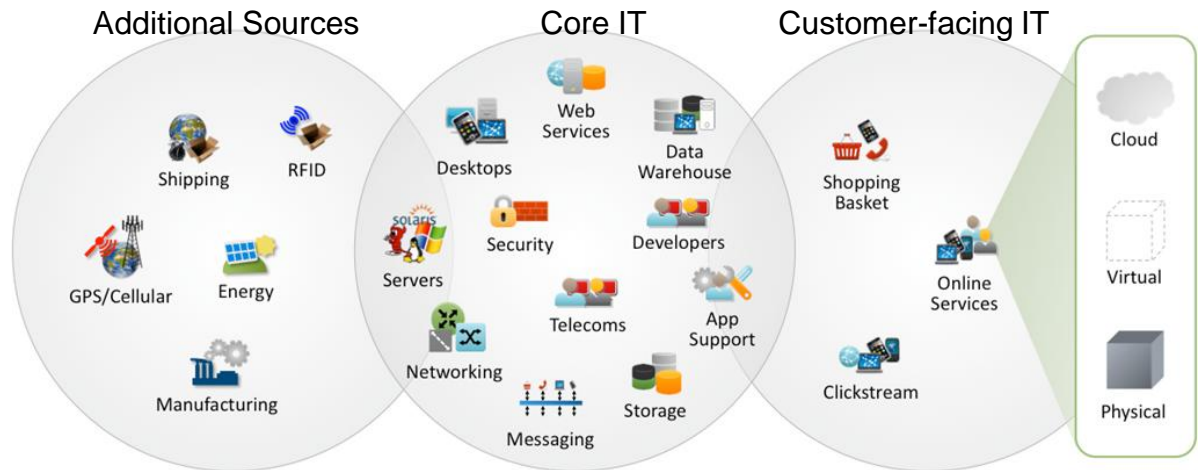 Additional Sources
Core IT
Customer-facing IT
Shipping
RFID
GPS/Cellular
Energy
Manufacturing
Desktops
Web
Services
Data
Warehouse
SOLARIS
Servers
Security
Developers
Networking
Telecoms
App
Support
Messaging
Storage
Shopping
Basket
Online
Services
Clickstream
Cloud
Virtual
Physical